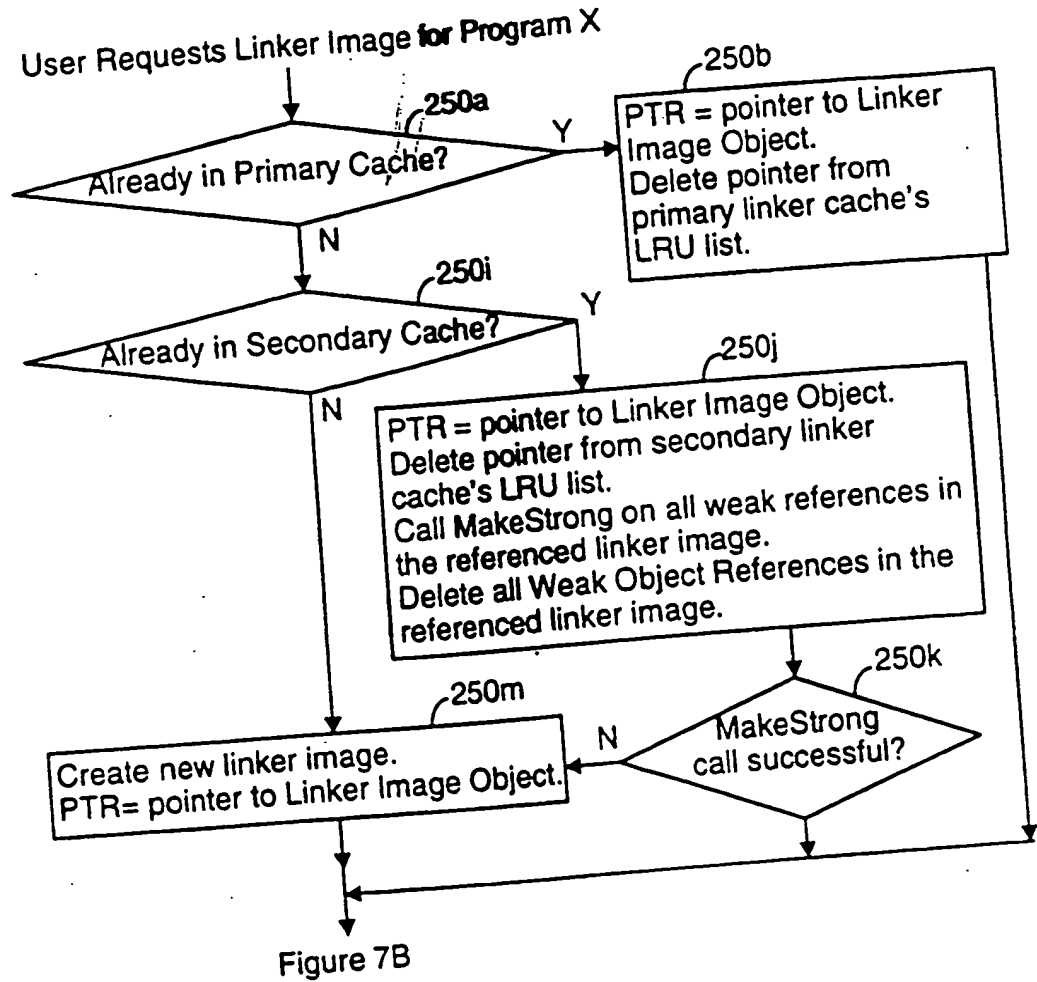 User Requests Linker Image for Program X
250a
Already in Primary Cache?
Y
250b
PTR = pointer to Linker
Image Object.
Delete pointer from
primary linker cache's
LRU list.
N
250i
Already in Secondary Cache?
Y
250j
N
PTR = pointer to Linker Image Object.
Delete pointer from secondary linker
cache's LRU list.
Call MakeStrong on all weak references in
the referenced linker image.
Delete all Weak Object References in the
referenced linker image.
250k
MakeStrong
call successful?
N
250m
Create new linker image.
PTR= pointer to Linker Image Object.
Figure 7B